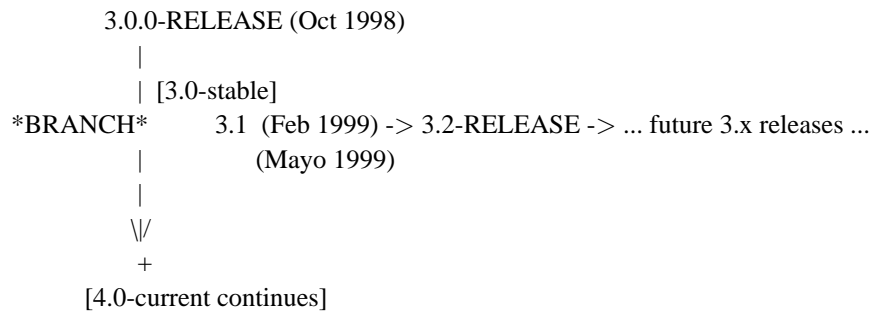 3.0.0-RELEASE (Oct 1998)
|
| [3.0-stable]
*BRANCH* 3.1 (Feb 1999) -> 3.2-RELEASE -> ... future 3.x releases ...
| (Mayo 1999)
|
\|/
+
[4.0-current continues]